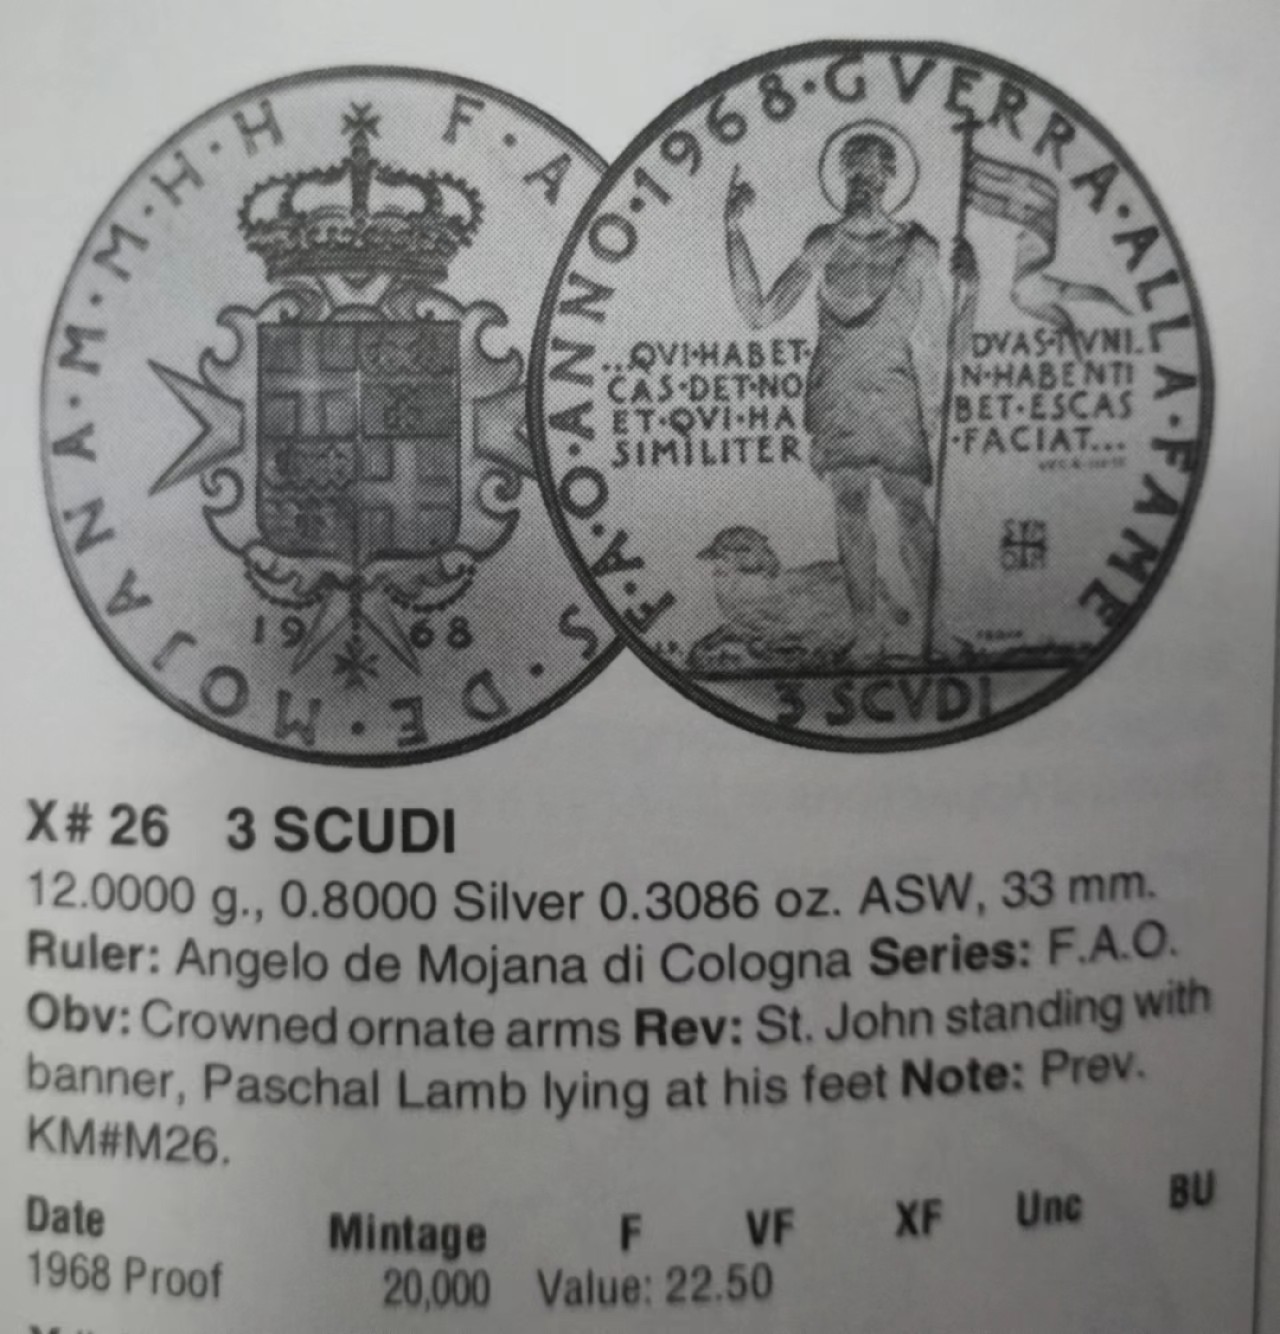 F · A
H · H · M · M · A N A J O M · E D · S
19 68
F · A · O · ANNO · 1968 · GVERRA · ALLA · FAME
...QVI·HABET· DVAS·TVNI..
CAS·DET·NO N·HABENTI
ET·QVI·HA BET·ESCAS
SIMILITER ·FACIAT...
3 SCVDI
X# 26 3 SCUDI
12.0000 g., 0.8000 Silver 0.3086 oz. ASW, 33 mm.
Ruler: Angelo de Mojana di Cologna Series: F.A.O.
Obv: Crowned ornate arms Rev: St. John standing with
banner, Paschal Lamb lying at his feet Note: Prev.
KM#M26.
Date Mintage F VF XF Unc BU
1968 Proof 20,000 Value: 22.50